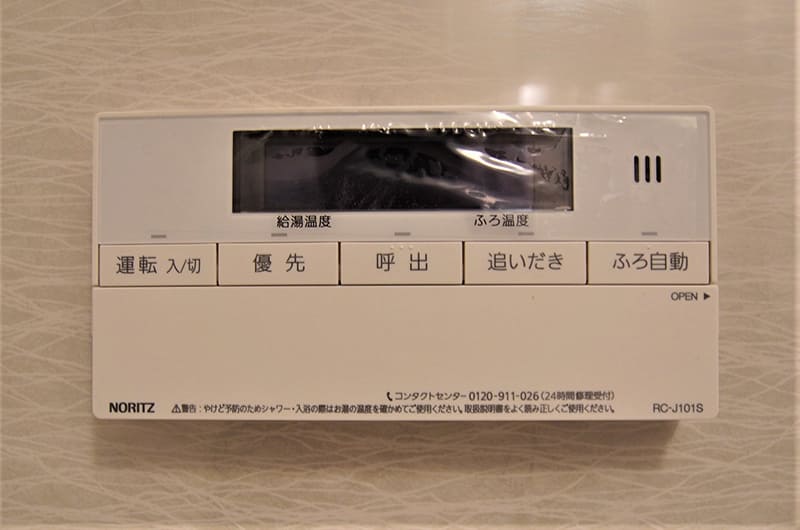 給湯温度 ふろ温度
運転 入/切 優先 呼出 追いだき ふろ自動
OPEN ▶
コンタクトセンター 0120-911-026(24時間修理受付)
NORITZ ⚠警告:やけど予防のためシャワー・入浴の際はお湯の温度を確かめてご使用ください。取扱説明書をよく読み正しくご使用ください。 RC-J101S